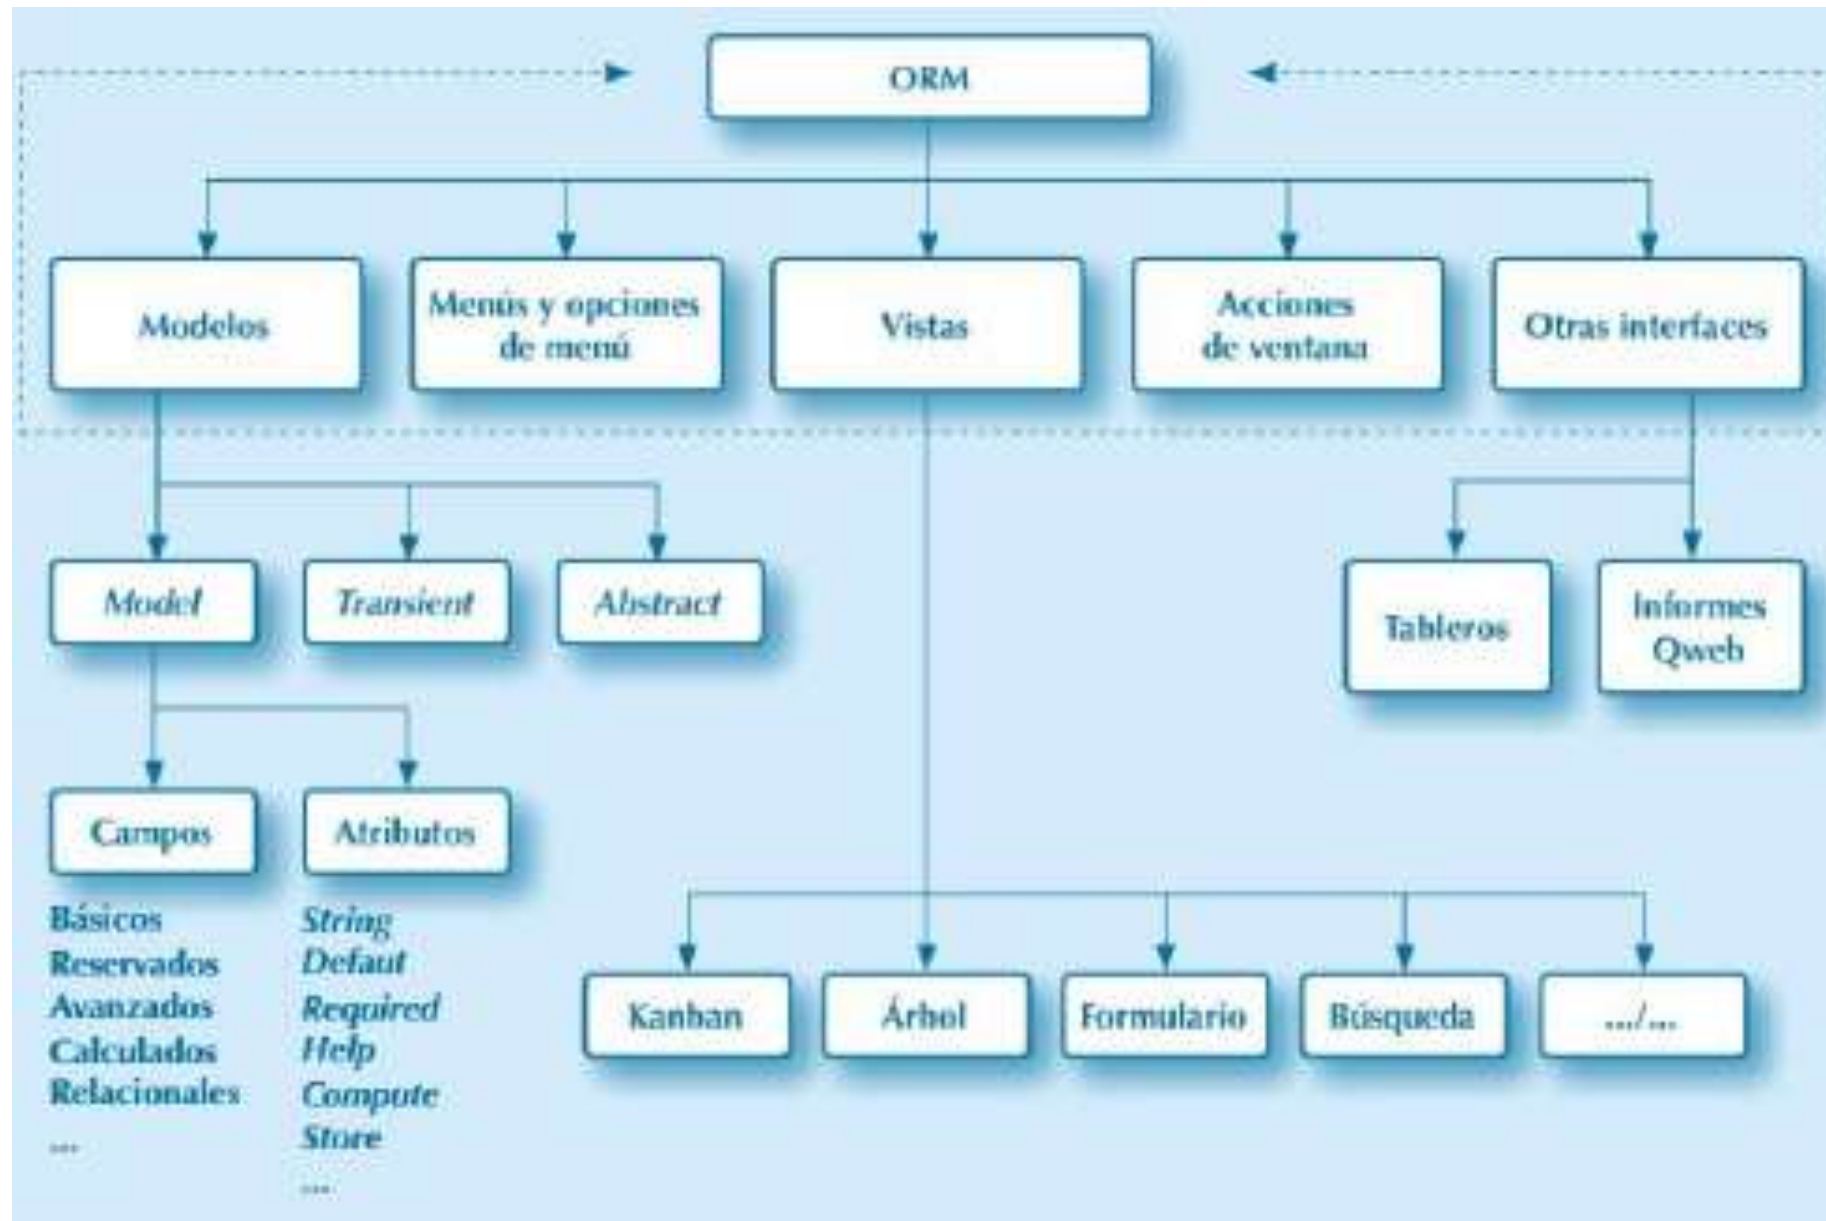 ORM
Modelos
Menús y opciones
de menú
Vistas
Acciones
de ventana
Otras interfaces
Model
Transient
Abstract
Tableros
Informes
Qweb
Campos
Atributos
Básicos
Reservados
Avanzados
Calculados
Relacionales
...
String
Defaut
Required
Help
Compute
Store
...
Kanban
Árbol
Formulario
Búsqueda
.../...